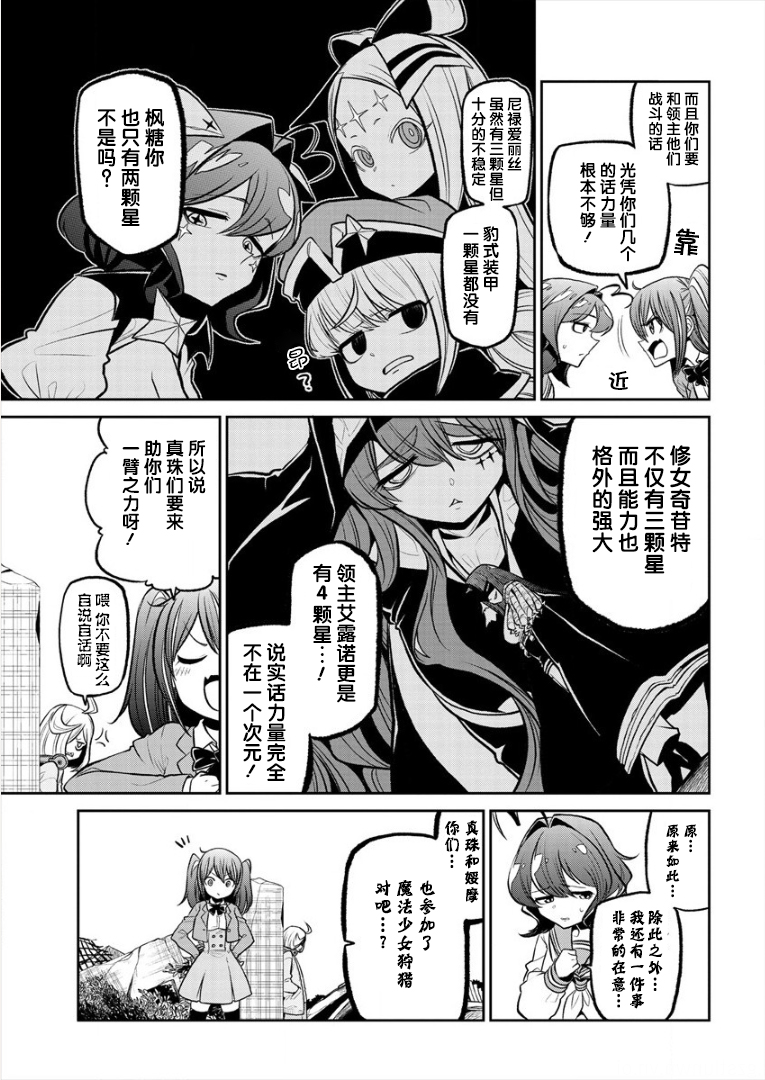 而且你们要
和领主他们
战斗的话
光凭你们几个
的话力量
根本不够！
靠
近
尼禄爱丽丝
虽然有三颗星但
十分的不稳定
豹式装甲
一颗星都没有
枫糖你
也只有两颗星
不是吗？
昂？
修女奇苷特
不仅有三颗星
而且能力也
格外的强大
领主艾露诺更是
有4颗星…！
说实话力量完全
不在一个次元！
所以说
真珠们要来
助你们
一臂之力呀！
喂 你不要这么
自说自话啊
原…
原来如此…
除此之外…
我还有一件事
非常的在意…
真珠和嫒摩
你们…
也参加了
魔法少女狩猎
对吧…？